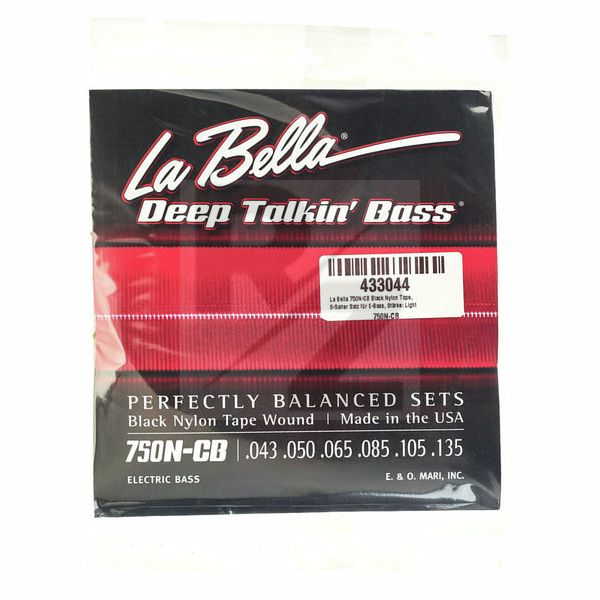 La Bella®
Deep Talkin' Bass®
433044
La Bella 750N-CB Black Nylon Tape,
6-Saiter Satz für E-Bass, Stärke: Light
750N-CB
PERFECTLY BALANCED SETS
Black Nylon Tape Wound | Made in the USA
750N-CB | .043 .050 .065 .085 .105 .135
ELECTRIC BASS
E. & O. MARI, INC.